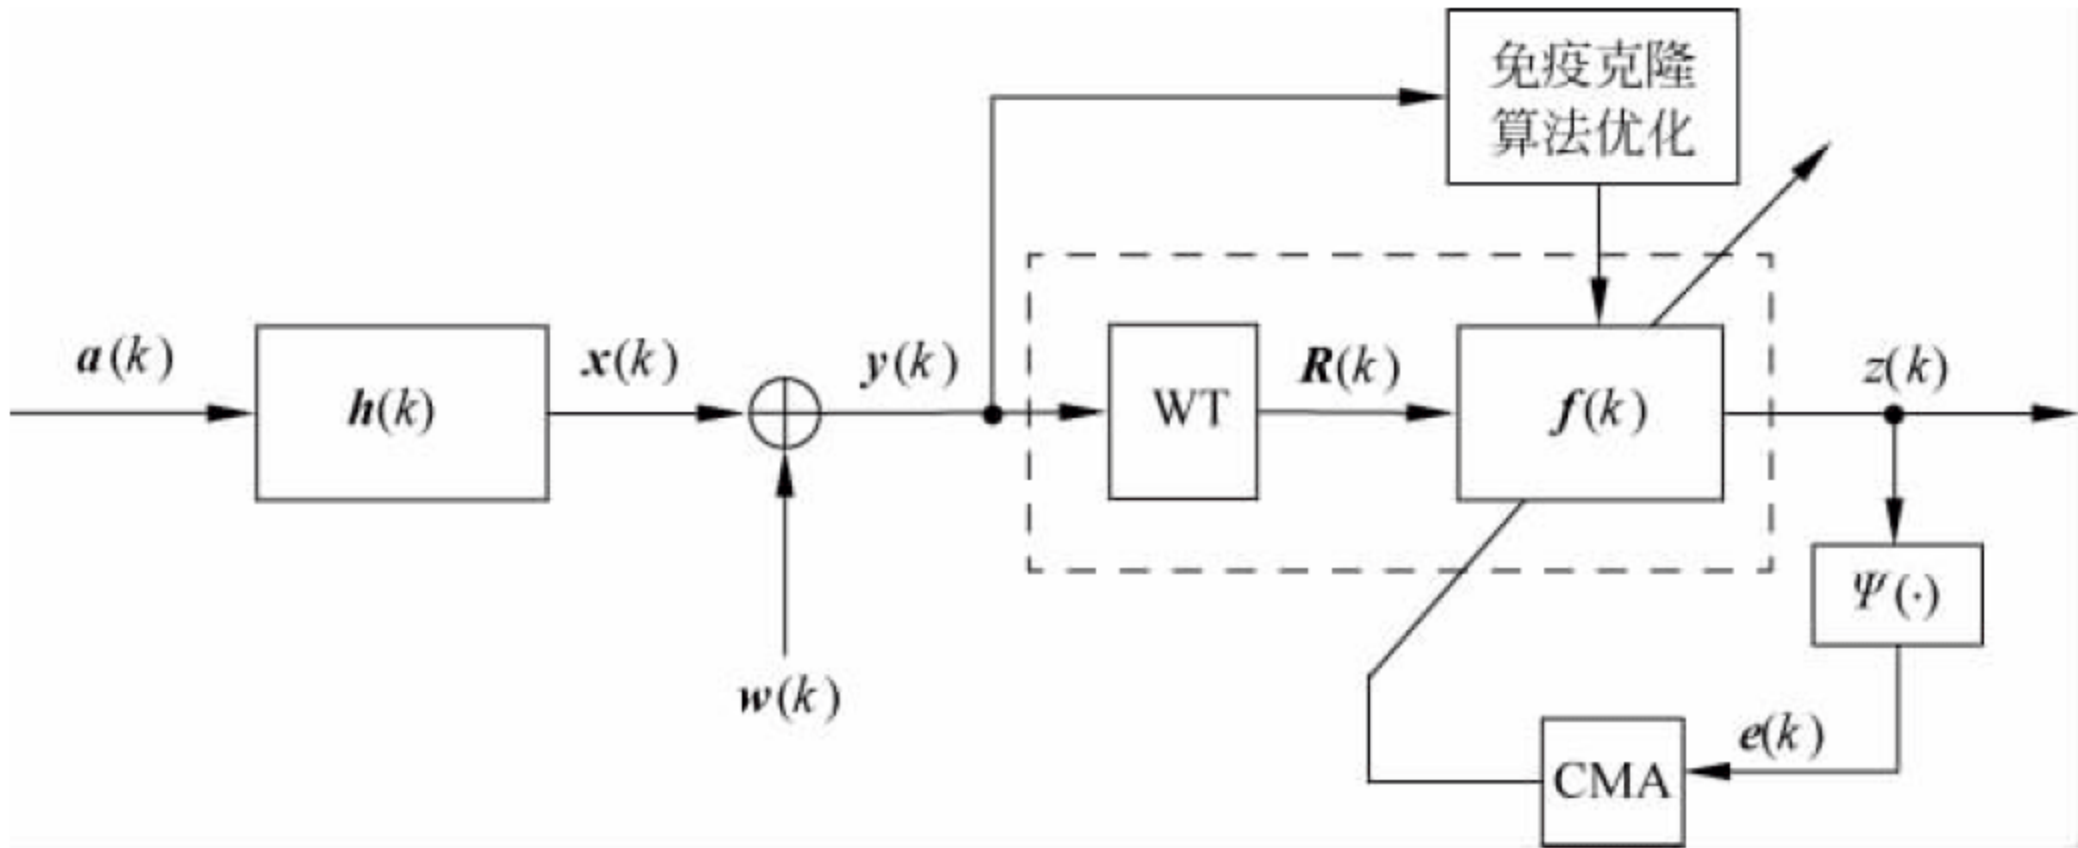 免疫克隆
算法优化
a(k)
h(k)
x(k)
y(k)
WT
R(k)
f(k)
z(k)
w(k)
Ψ(·)
e(k)
CMA